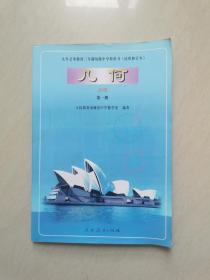 九年义务教育三年制初级中学教科书（试用修订本）
几何
第一册
人民教育出版社中学数学室 编著
人民教育出版社